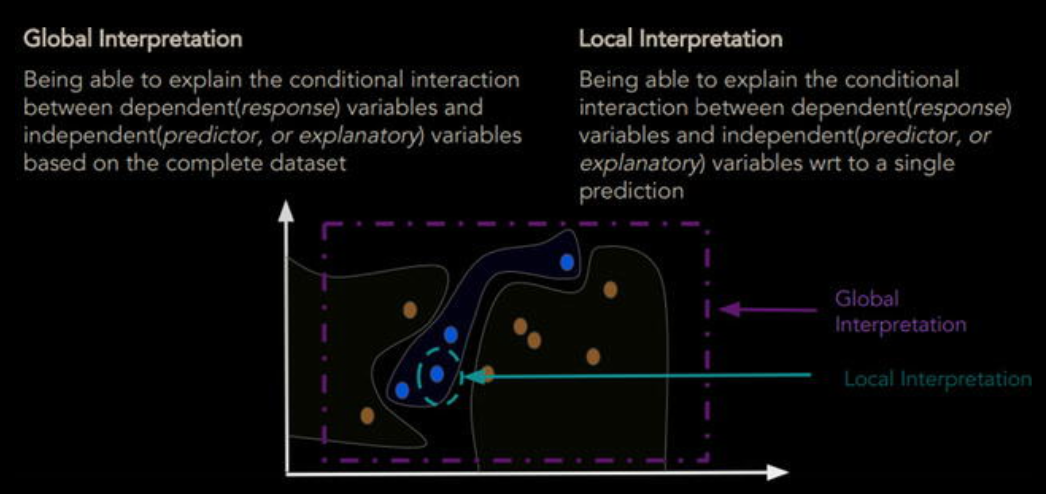 Global Interpretation
Being able to explain the conditional interaction
between dependent(response) variables and
independent(predictor, or explanatory) variables
based on the complete dataset
Local Interpretation
Being able to explain the conditional
interaction between dependent(response)
variables and independent(predictor, or
explanatory) variables wrt to a single
prediction
Global
Interpretation
Local Interpretation